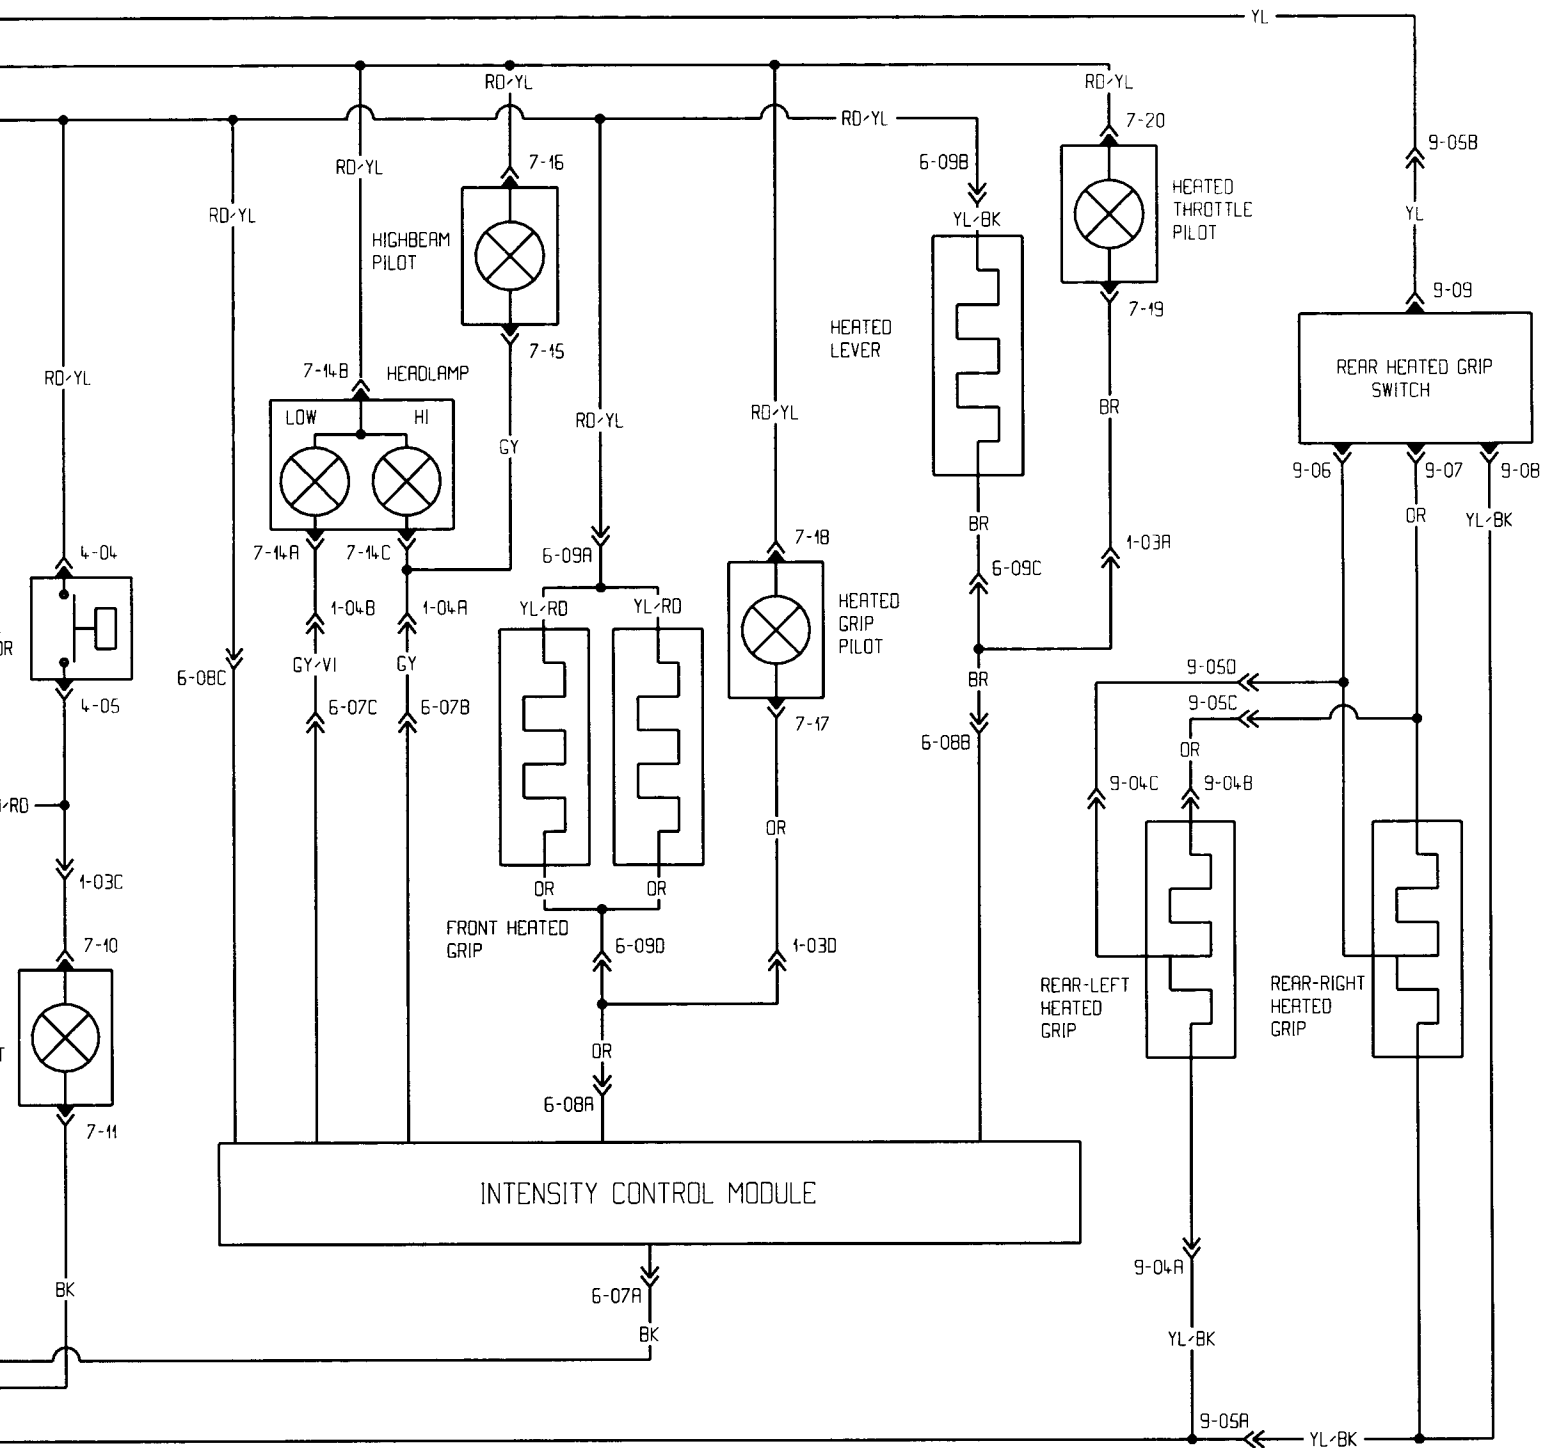 YL
RD/YL
RD/YL
RD/YL
7-20
9-05B
7-16
6-09B
RD/YL
HEATED
THROTTLE
PILOT
RD/YL
YL/BK
YL
HIGHBEAM
PILOT
9-09
7-19
HEATED
LEVER
7-15
RD/YL
7-14B
HEADLAMP
REAR HEATED GRIP
SWITCH
LOW
HI
RD/YL
RD/YL
BR
GY
9-06
9-07
9-08
BR
OR
YL/BK
4-04
7-14A
7-14C
6-09A
7-18
1-03A
6-09C
1-04B
1-04A
YL/RD
YL/RD
HEATED
GRIP
PILOT
OR
GY/VI
GY
6-08C
BR
9-05D
4-05
6-07C
6-07B
7-17
9-05C
6-08B
OR
/RD
9-04C
9-04B
OR
1-03C
OR
OR
FRONT HEATED
GRIP
6-09D
1-03D
7-10
REAR-LEFT
HEATED
GRIP
REAR-RIGHT
HEATED
GRIP
T
OR
6-08A
7-11
INTENSITY CONTROL MODULE
BK
6-07A
9-04A
BK
YL/BK
9-05A
YL/BK